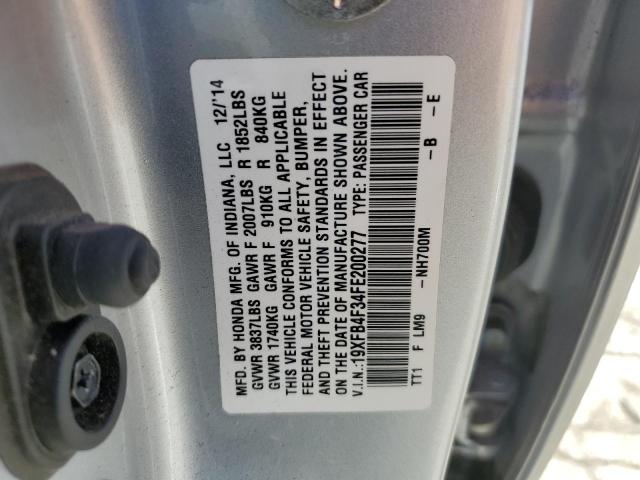 MFD. BY HONDA MFG. OF INDIANA, LLC 12/'14
GVWR 3837LBS GAWR F 2007LBS R 1852LBS
GVWR 1740KG GAWR F 910KG R 840KG
THIS VEHICLE CONFORMS TO ALL APPLICABLE
FEDERAL MOTOR VEHICLE SAFETY, BUMPER,
AND THEFT PREVENTION STANDARDS IN EFFECT
ON THE DATE OF MANUFACTURE SHOWN ABOVE.
V.I.N.:19XFB4F34FE200277 TYPE: PASSENGER CAR
TT1 F LM9 – NH700M – B – E